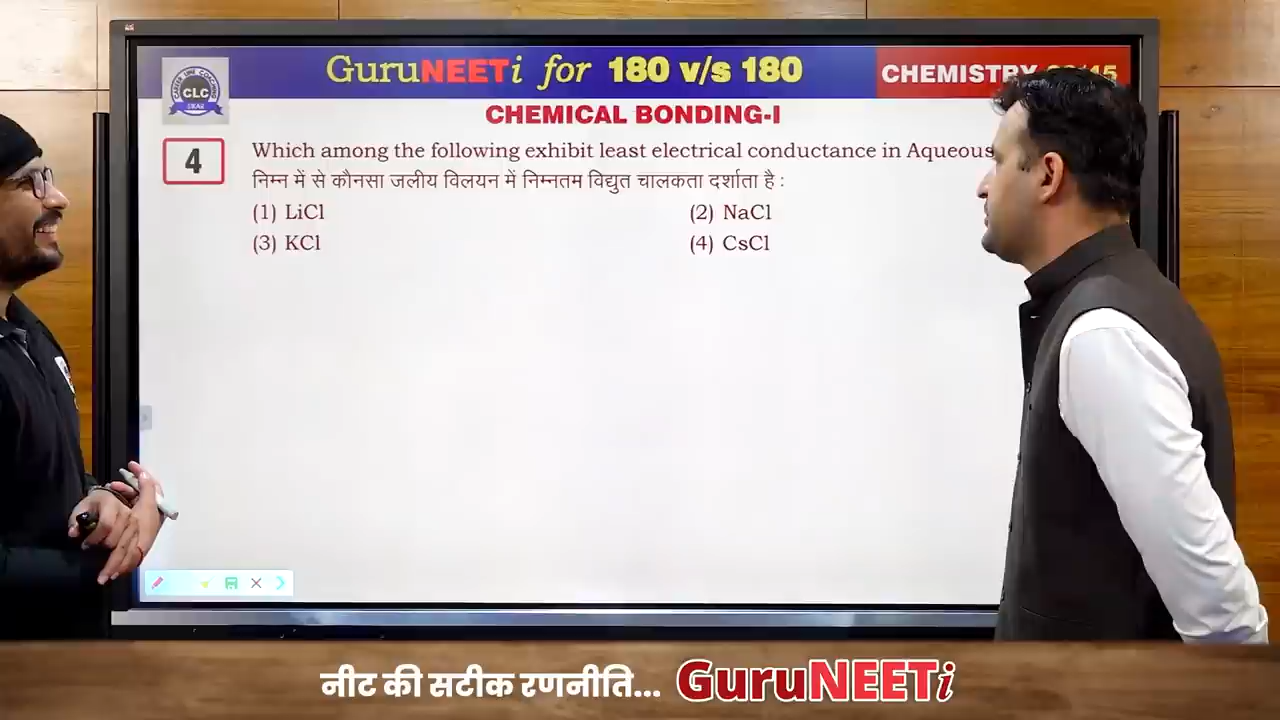 GuruNEETi for 180 v/s 180
CHEMISTRY
CLC
SIKAR
CHEMICAL BONDING-I
4
Which among the following exhibit least electrical conductance in Aqueous
निम्न में से कौनसा जलीय विलयन में निम्नतम विद्युत चालकता दर्शाता है :
(1) LiCl
(2) NaCl
(3) KCl
(4) CsCl
नीट की सटीक रणनीति... GuruNEETi